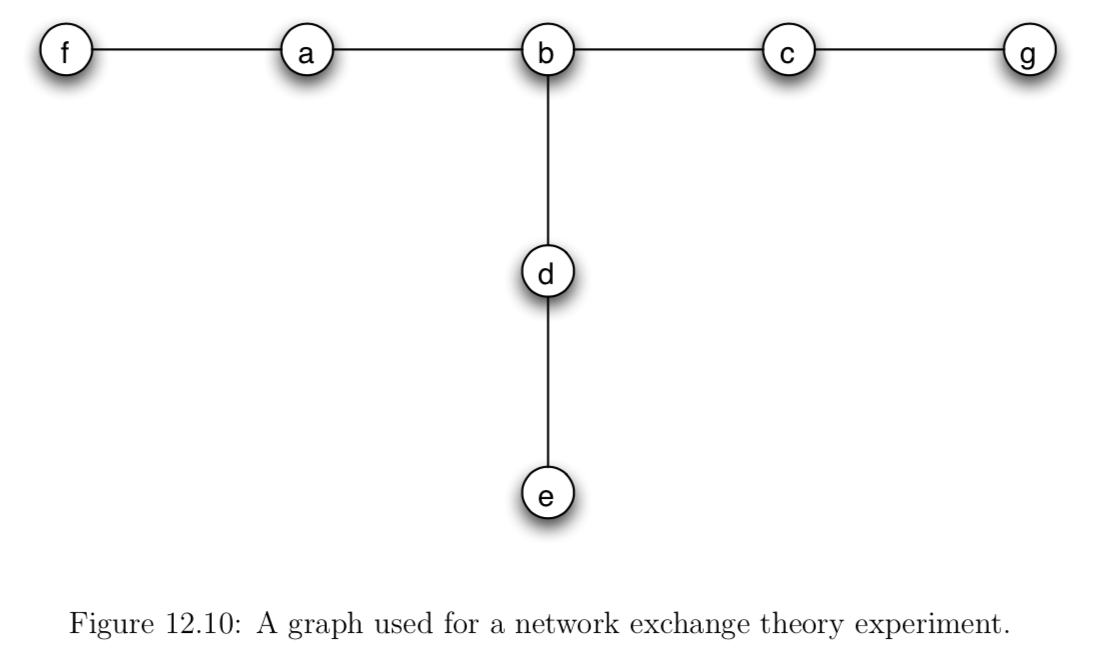 f a b c g
d
e
Figure 12.10: A graph used for a network exchange theory experiment.